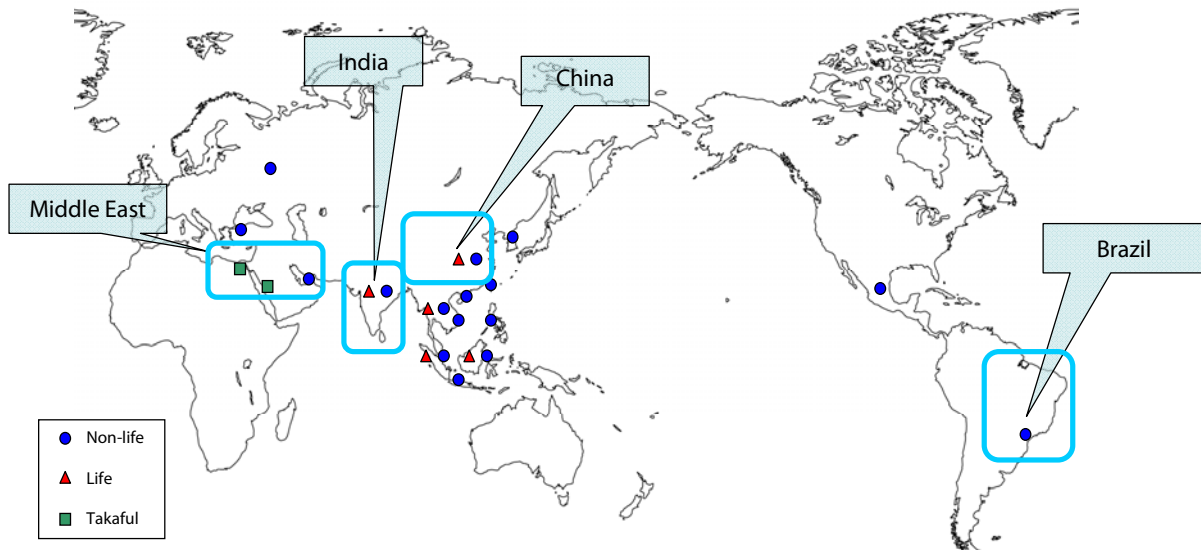 India
China
Middle East
Brazil
Non-life
Life
Takaful